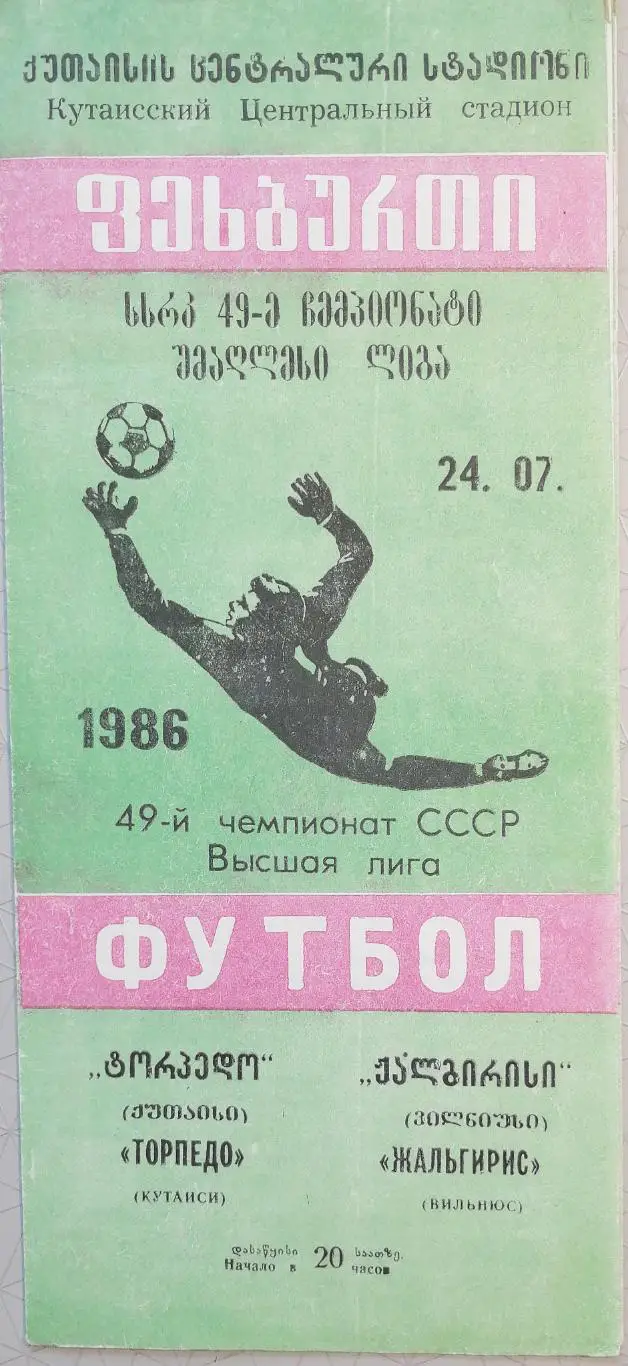 ქუთაისის ცენტრალური სტადიონი
Кутаисский Центральный стадион
ფეხბურთი
სსრკ 49-ე ჩემპიონატი
უმაღლესი ლიგა
24. 07.
1986
49-й чемпионат СССР
Высшая лига
ФУТБОЛ
„ტორპედო“
(ქუთაისი)
«ТОРПЕДО»
(КУТАИСИ)
„ჟალგირისი“
(ვილნიუსი)
«ЖАЛЬГИРИС»
(ВИЛЬНЮС)
დასაწყისი 20 საათზე.
Начало в 20 часов